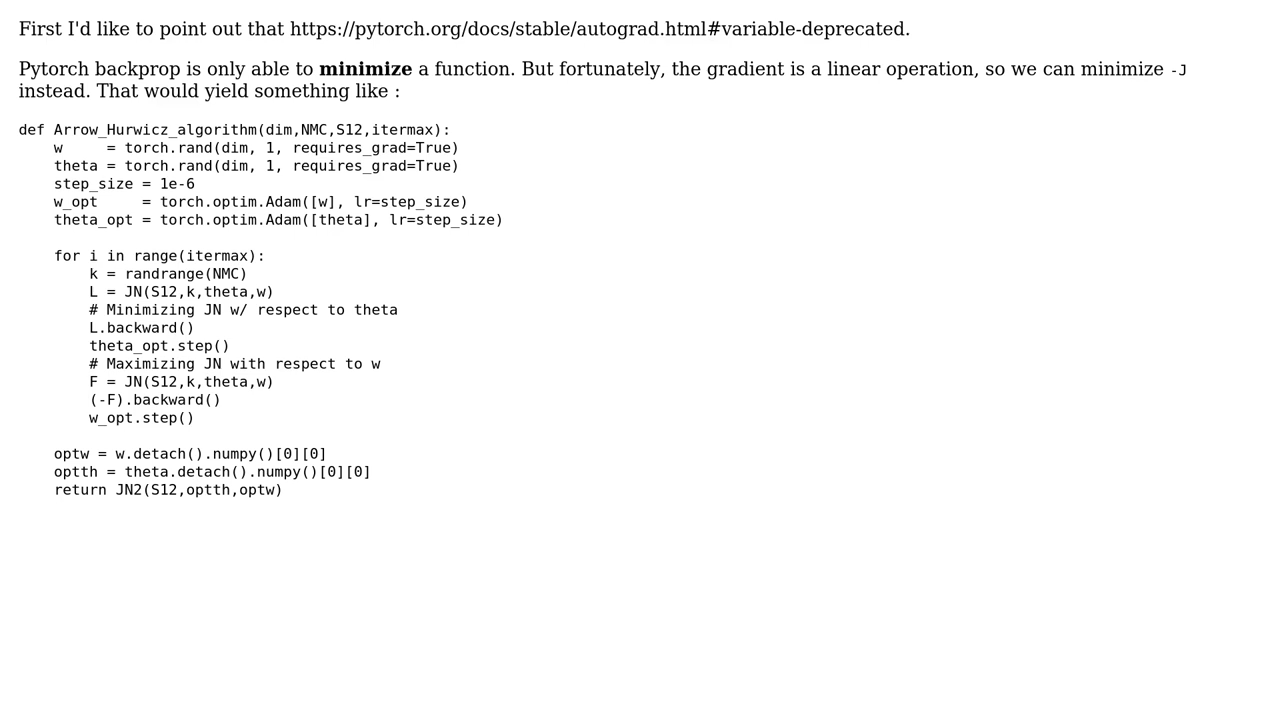 First I'd like to point out that https://pytorch.org/docs/stable/autograd.html#variable-deprecated.
Pytorch backprop is only able to minimize a function. But fortunately, the gradient is a linear operation, so we can minimize -J
instead. That would yield something like :
def Arrow_Hurwicz_algorithm(dim,NMC,S12,itermax):
    w     = torch.rand(dim, 1, requires_grad=True)
    theta = torch.rand(dim, 1, requires_grad=True)
    step_size = 1e-6
    w_opt     = torch.optim.Adam([w], lr=step_size)
    theta_opt = torch.optim.Adam([theta], lr=step_size)

    for i in range(itermax):
        k = randrange(NMC)
        L = JN(S12,k,theta,w)
        # Minimizing JN w/ respect to theta
        L.backward()
        theta_opt.step()
        # Maximizing JN with respect to w
        F = JN(S12,k,theta,w)
        (-F).backward()
        w_opt.step()

    optw = w.detach().numpy()[0][0]
    optth = theta.detach().numpy()[0][0]
    return JN2(S12,optth,optw)